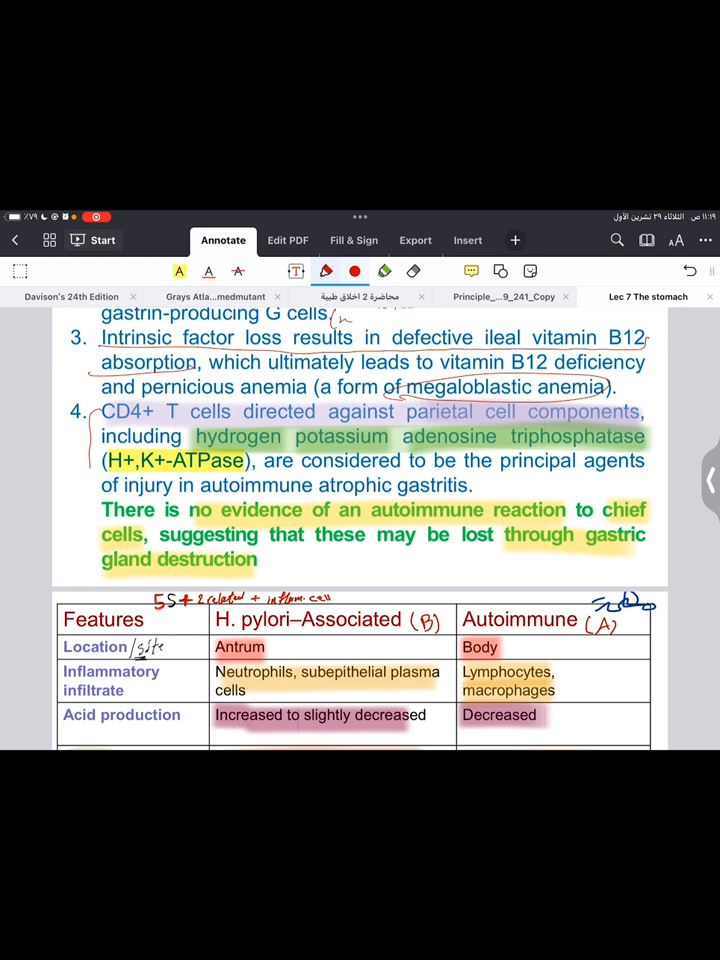 ٪٧٩
١١:١٩ ص الثلاثاء ٢٩ تشرين الأول
Start
Annotate
Edit PDF
Fill & Sign
Export
Insert
Davison's 24th Edition
Grays Atla...medmutant
محاضرة 2 اخلاق طبية
Principle_...9_241_Copy
Lec 7 The stomach
gastrin-producing G cells.
3. Intrinsic factor loss results in defective ileal vitamin B12
absorption, which ultimately leads to vitamin B12 deficiency
and pernicious anemia (a form of megaloblastic anemia).
4. CD4+ T cells directed against parietal cell components,
including hydrogen potassium adenosine triphosphatase
(H+,K+-ATPase), are considered to be the principal agents
of injury in autoimmune atrophic gastritis.
There is no evidence of an autoimmune reaction to chief
cells, suggesting that these may be lost through gastric
gland destruction
5S + 2 related + inflam. cell
Features
H. pylori–Associated (B)
Autoimmune (A)
Location/site
Antrum
Body
Inflammatory
infiltrate
Neutrophils, subepithelial plasma
cells
Lymphocytes,
macrophages
Acid production
Increased to slightly decreased
Decreased